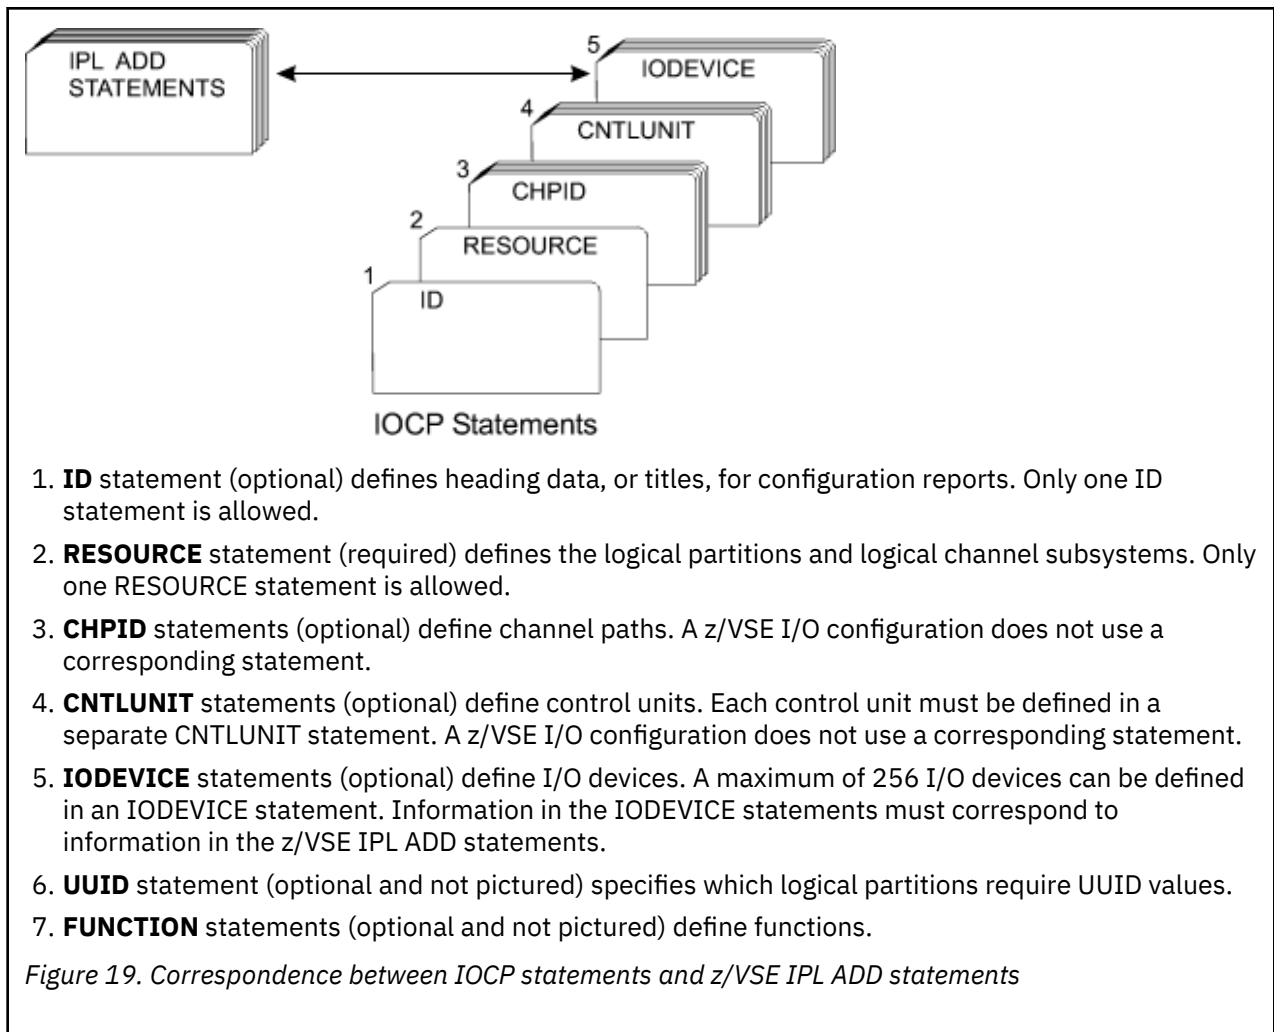 IPL ADD
STATEMENTS
5
IODEVICE
4
CNTLUNIT
3
CHPID
2
RESOURCE
1
ID
IOCP Statements
1. ID statement (optional) defines heading data, or titles, for configuration reports. Only one ID
statement is allowed.
2. RESOURCE statement (required) defines the logical partitions and logical channel subsystems. Only
one RESOURCE statement is allowed.
3. CHPID statements (optional) define channel paths. A z/VSE I/O configuration does not use a
corresponding statement.
4. CNTLUNIT statements (optional) define control units. Each control unit must be defined in a
separate CNTLUNIT statement. A z/VSE I/O configuration does not use a corresponding statement.
5. IODEVICE statements (optional) define I/O devices. A maximum of 256 I/O devices can be defined
in an IODEVICE statement. Information in the IODEVICE statements must correspond to
information in the z/VSE IPL ADD statements.
6. UUID statement (optional and not pictured) specifies which logical partitions require UUID values.
7. FUNCTION statements (optional and not pictured) define functions.
Figure 19. Correspondence between IOCP statements and z/VSE IPL ADD statements